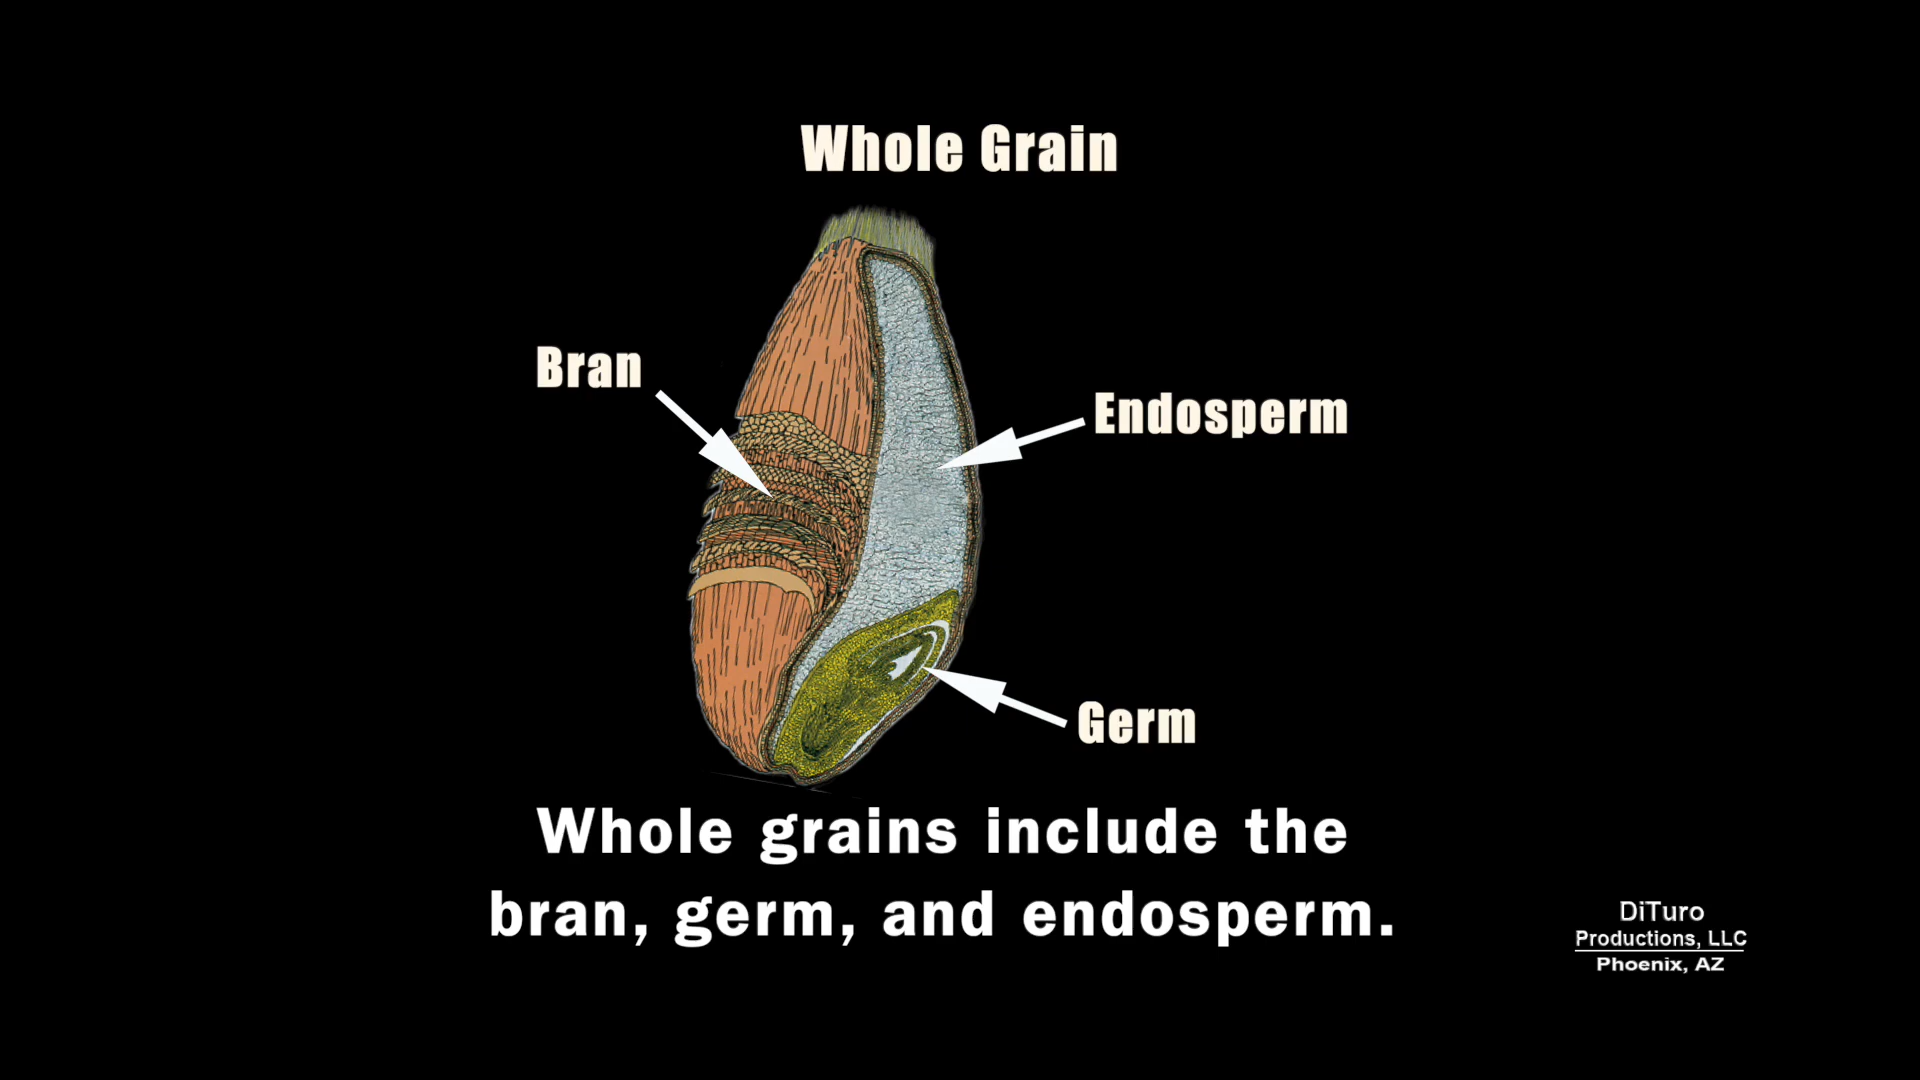 Whole Grain
Bran
Endosperm
Germ
Whole grains include the
bran, germ, and endosperm.
DiTuro
Productions, LLC
Phoenix, AZ